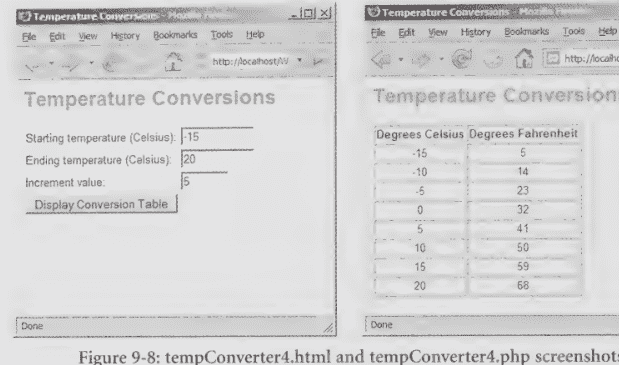 Temperature Conversions - Mozilla
File Edit View History Bookmarks Tools Help
http://localhost/W
Temperature Conversions
Starting temperature (Celsius): -15
Ending temperature (Celsius): 20
Increment value: 5
Display Conversion Table
Done
Temperature Conversions - Mozilla
File Edit View History Bookmarks Tools Help
http://localho
Temperature Conversion
Degrees Celsius Degrees Fahrenheit
-15 5
-10 14
-5 23
0 32
5 41
10 50
15 59
20 68
Done
Figure 9-8: tempConverter4.html and tempConverter4.php screenshots